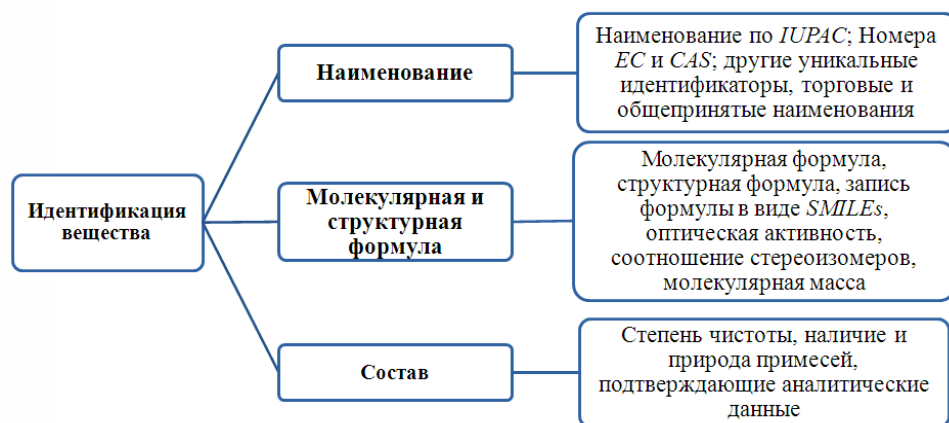 Идентификация
вещества
Наименование
Наименование по IUPAC; Номера
EC и CAS; другие уникальные
идентификаторы, торговые и
общепринятые наименования
Молекулярная и
структурная
формула
Молекулярная формула,
структурная формула, запись
формулы в виде SMILEs,
оптическая активность,
соотношение стереоизомеров,
молекулярная масса
Состав
Степень чистоты, наличие и
природа примесей,
подтверждающие аналитические
данные